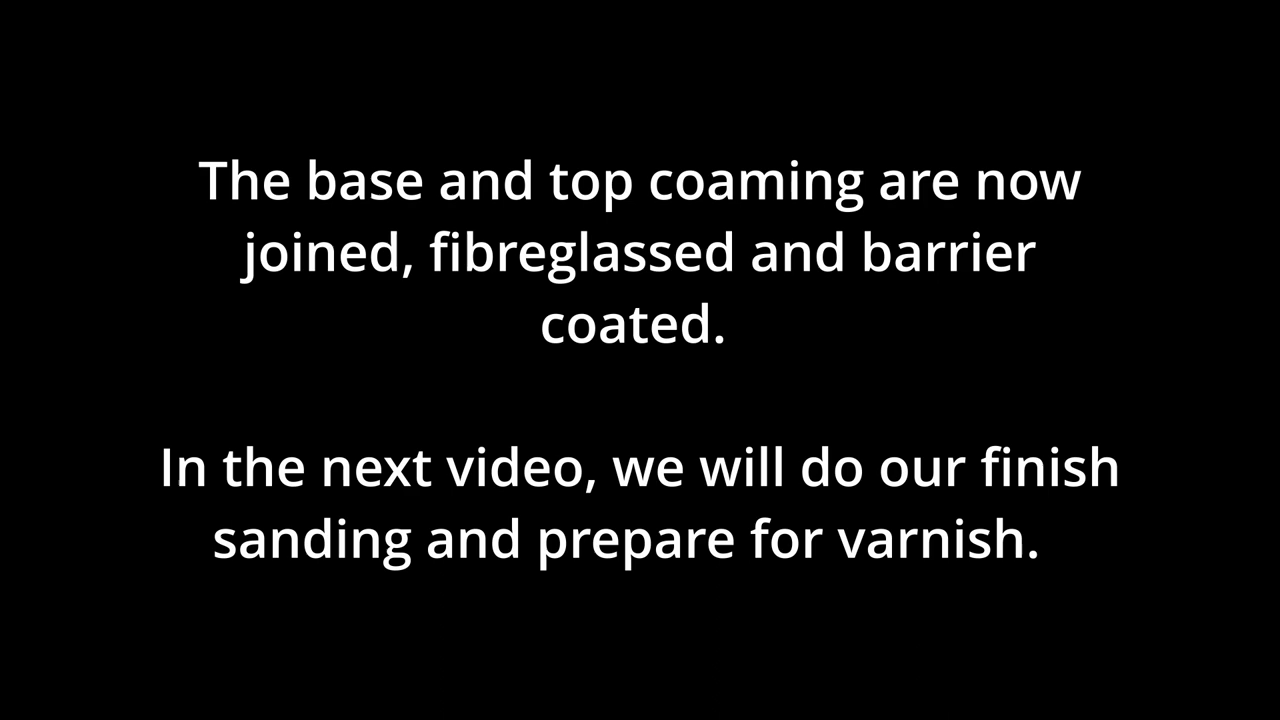 The base and top coaming are now
joined, fibreglassed and barrier
coated.
In the next video, we will do our finish
sanding and prepare for varnish.